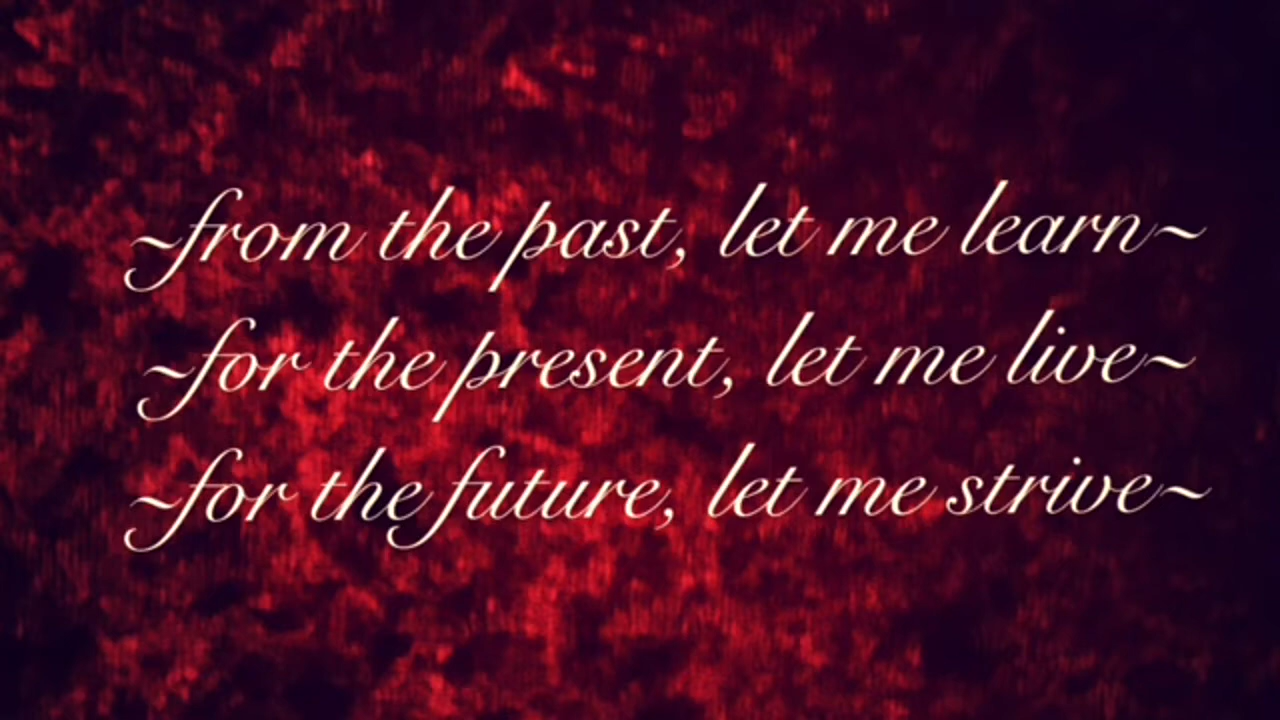 ~from the past, let me learn~
~for the present, let me live~
~for the future, let me strive~